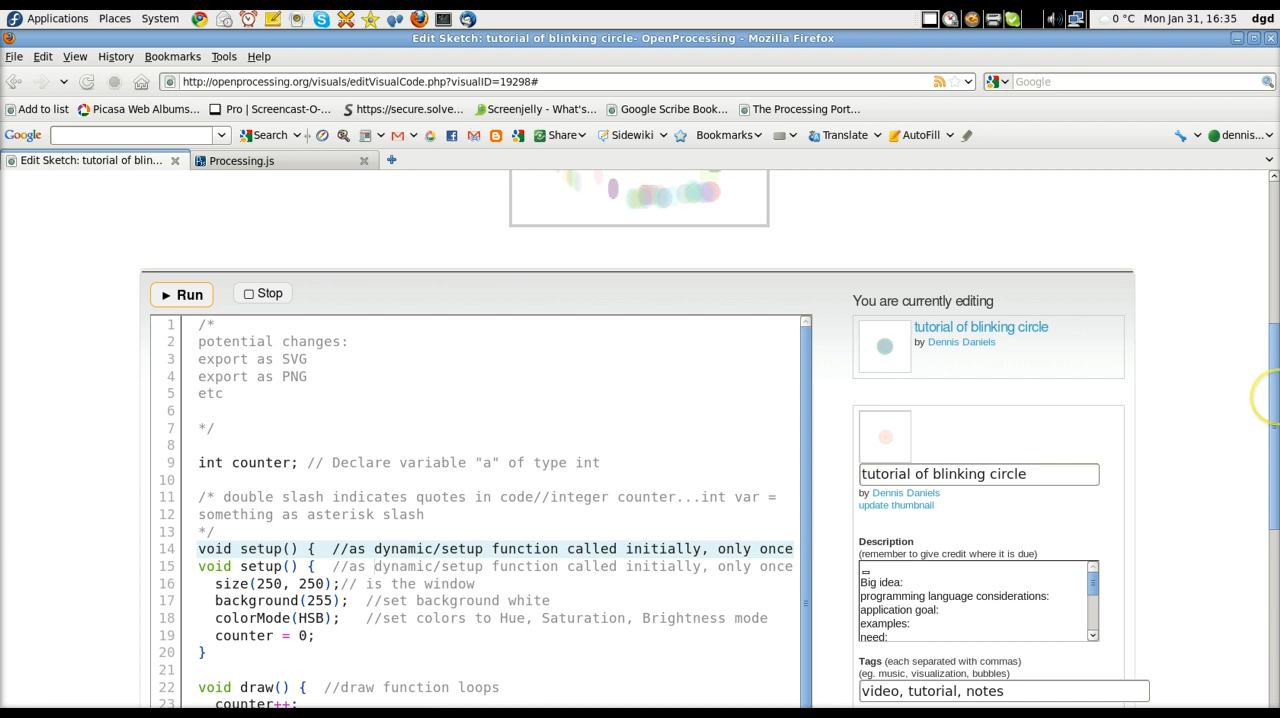 Applications Places System 0 °C Mon Jan 31, 16:35 dgd
Edit Sketch: tutorial of blinking circle- OpenProcessing - Mozilla Firefox
File Edit View History Bookmarks Tools Help
http://openprocessing.org/visuals/editVisualCode.php?visualID=19298# Google
Add to list Picasa Web Albums... Pro | Screencast-O-... https://secure.solve... Screenjelly - What's... Google Scribe Book... The Processing Port...
Google Search Share Sidewiki Bookmarks Translate AutoFill dennis...
Edit Sketch: tutorial of blin... Processing.js
Run Stop
1 /*
2 potential changes:
3 export as SVG
4 export as PNG
5 etc
6
7 */
8
9 int counter; // Declare variable "a" of type int
10
11 /* double slash indicates quotes in code//integer counter...int var =
12 something as asterisk slash
13 */
14 void setup() { //as dynamic/setup function called initially, only once
15 void setup() { //as dynamic/setup function called initially, only once
16 size(250, 250);// is the window
17 background(255); //set background white
18 colorMode(HSB); //set colors to Hue, Saturation, Brightness mode
19 counter = 0;
20 }
21
22 void draw() { //draw function loops
23 counter++;
You are currently editing
tutorial of blinking circle
by Dennis Daniels
tutorial of blinking circle
by Dennis Daniels
update thumbnail
Description
(remember to give credit where it is due)
Big idea:
programming language considerations:
application goal:
examples:
need:
Tags (each separated with commas)
(eg. music, visualization, bubbles)
video, tutorial, notes